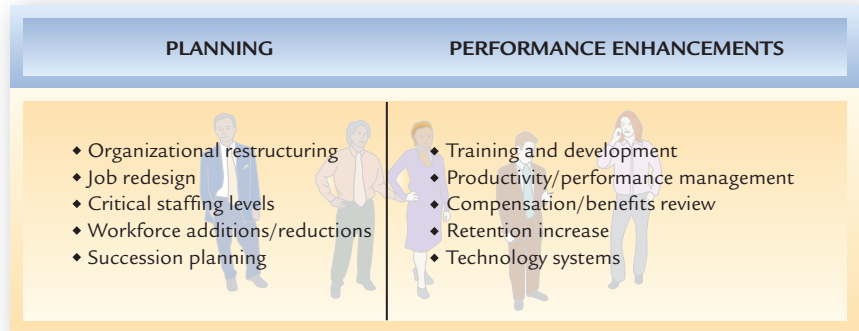 PLANNING
PERFORMANCE ENHANCEMENTS
◆ Organizational restructuring
◆ Job redesign
◆ Critical staffing levels
◆ Workforce additions/reductions
◆ Succession planning
◆ Training and development
◆ Productivity/performance management
◆ Compensation/benefits review
◆ Retention increase
◆ Technology systems